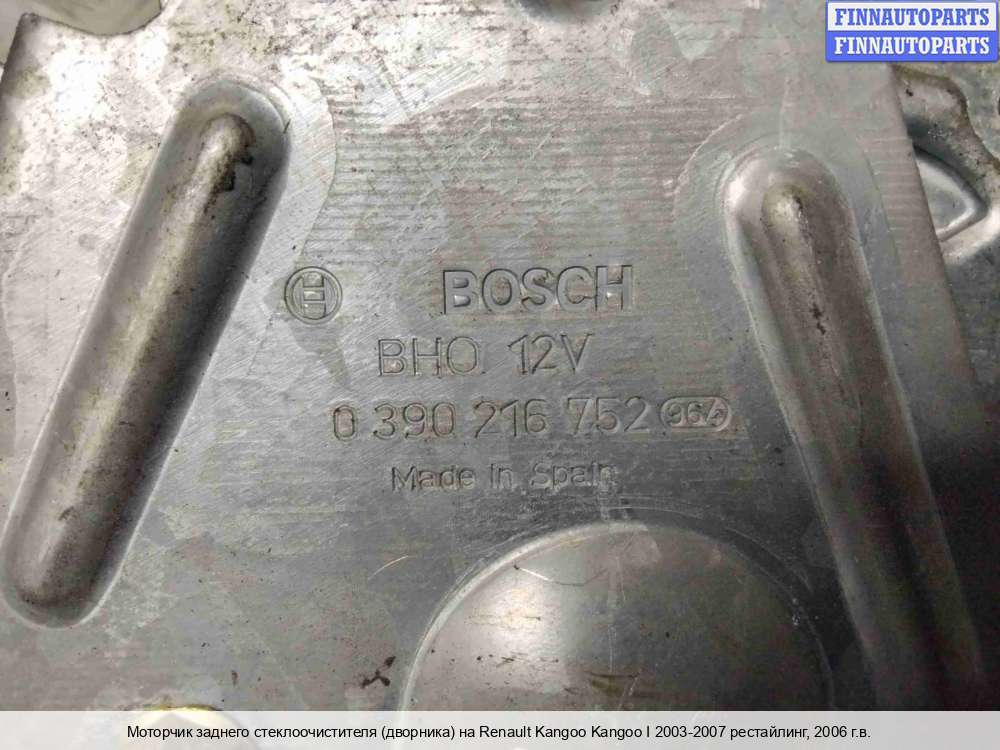 FINNAUTOPARTS
FINNAUTOPARTS
BOSCH
BHO 12V
0 390 216 752 964
Made in Spain
Моторчик заднего стеклоочистителя (дворника) на Renault Kangoo Kangoo I 2003-2007 рестайлинг, 2006 г.в.